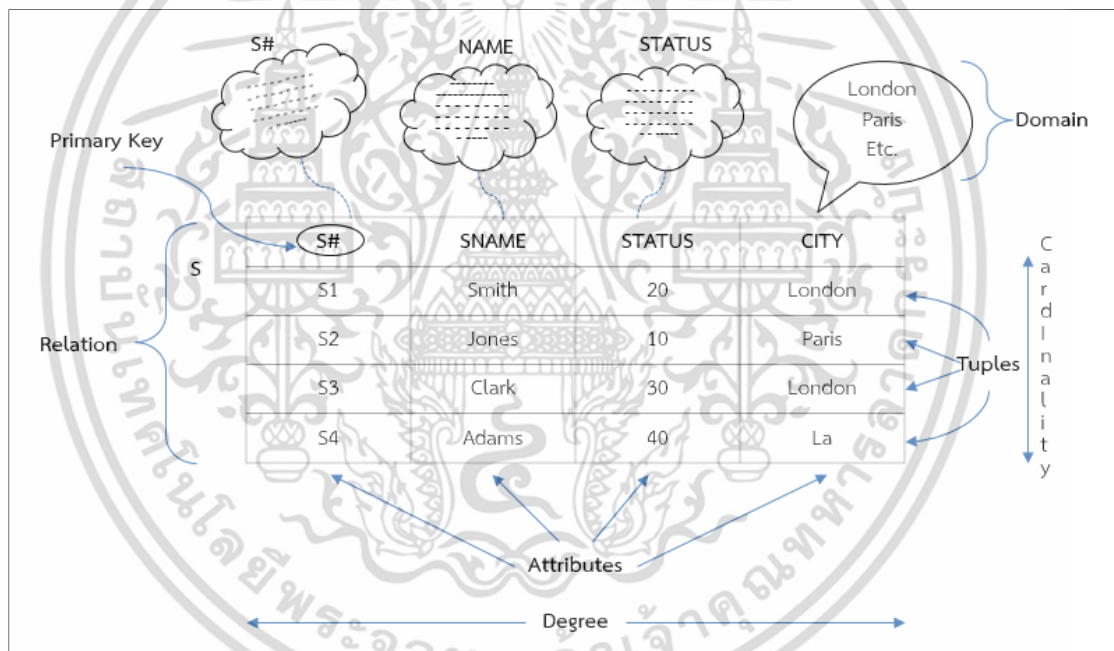 S#
NAME
STATUS
London
Paris
Etc.
Domain
Primary Key
S
Relation
S# SNAME STATUS CITY
S1 Smith 20 London
S2 Jones 10 Paris
S3 Clark 30 London
S4 Adams 40 La
Tuples
CardInality
Attributes
Degree